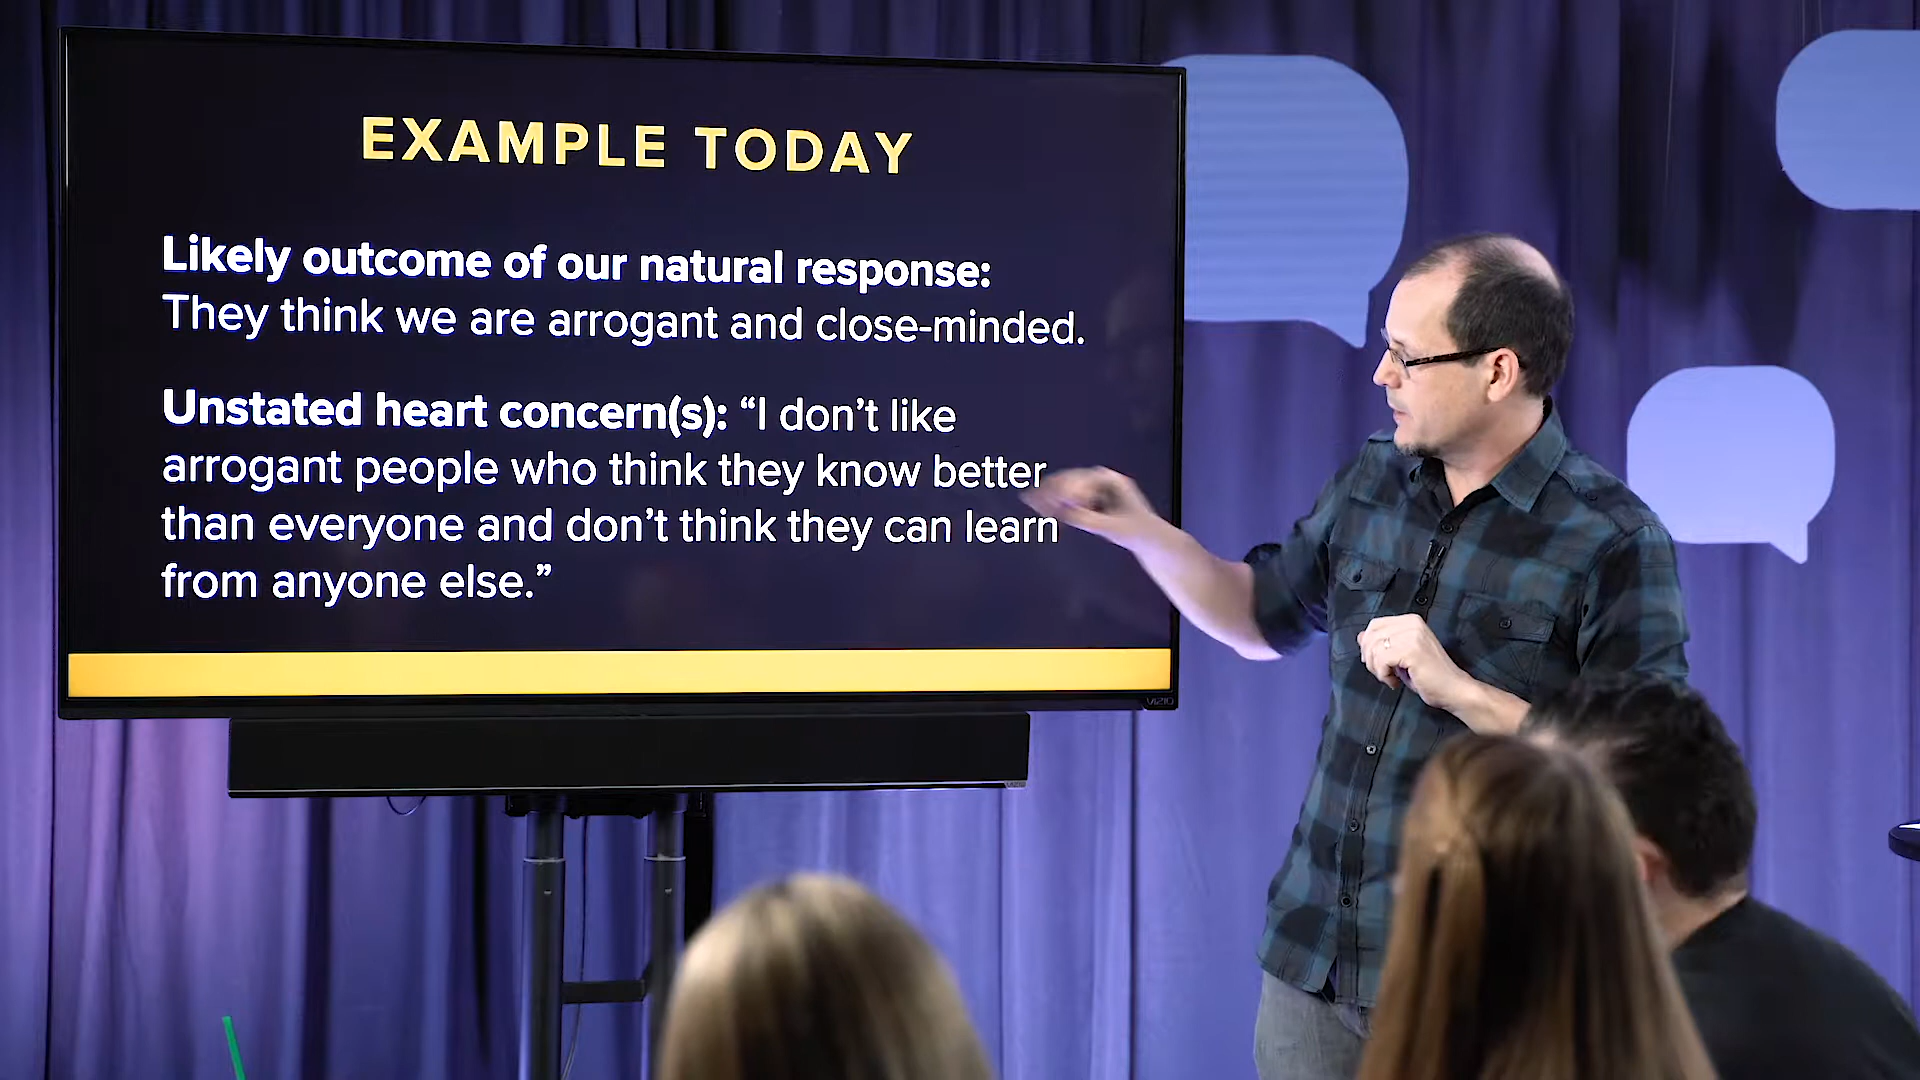 EXAMPLE TODAY
Likely outcome of our natural response:
They think we are arrogant and close-minded.
Unstated heart concern(s): “I don’t like
arrogant people who think they know better
than everyone and don’t think they can learn
from anyone else.”
VIZIO